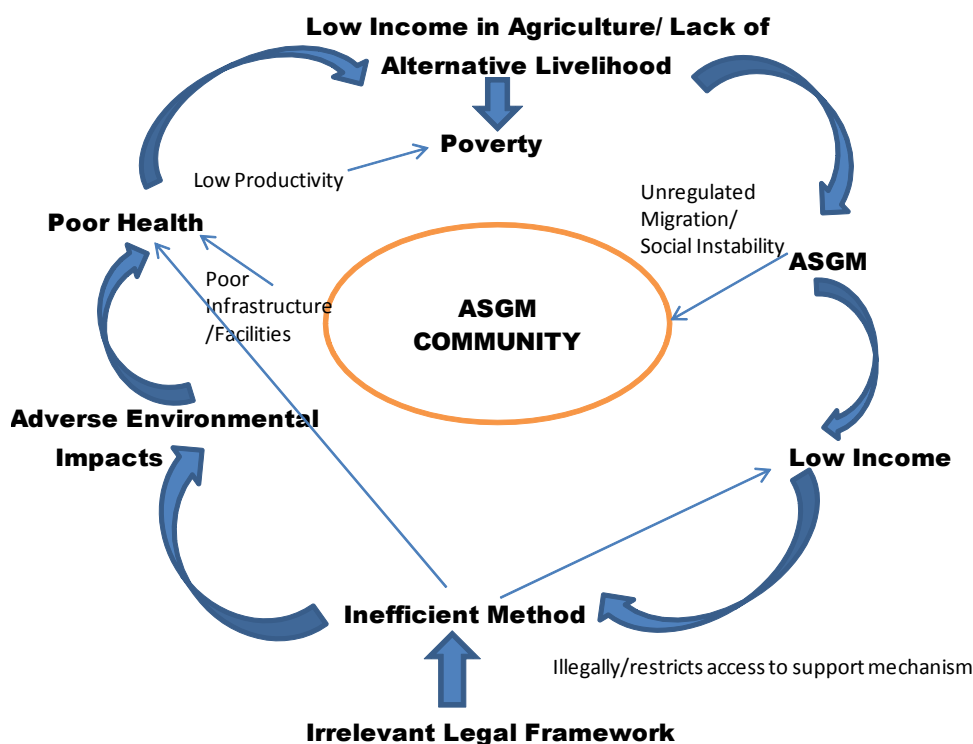 Low Income in Agriculture/ Lack of
Alternative Livelihood
Poverty
Low Productivity
Unregulated
Migration/
Social Instability
Poor Health
ASGM
Poor
Infrastructure
/Facilities
ASGM
COMMUNITY
Adverse Environmental
Impacts
Low Income
Inefficient Method
Illegally/restricts access to support mechanism
Irrelevant Legal Framework